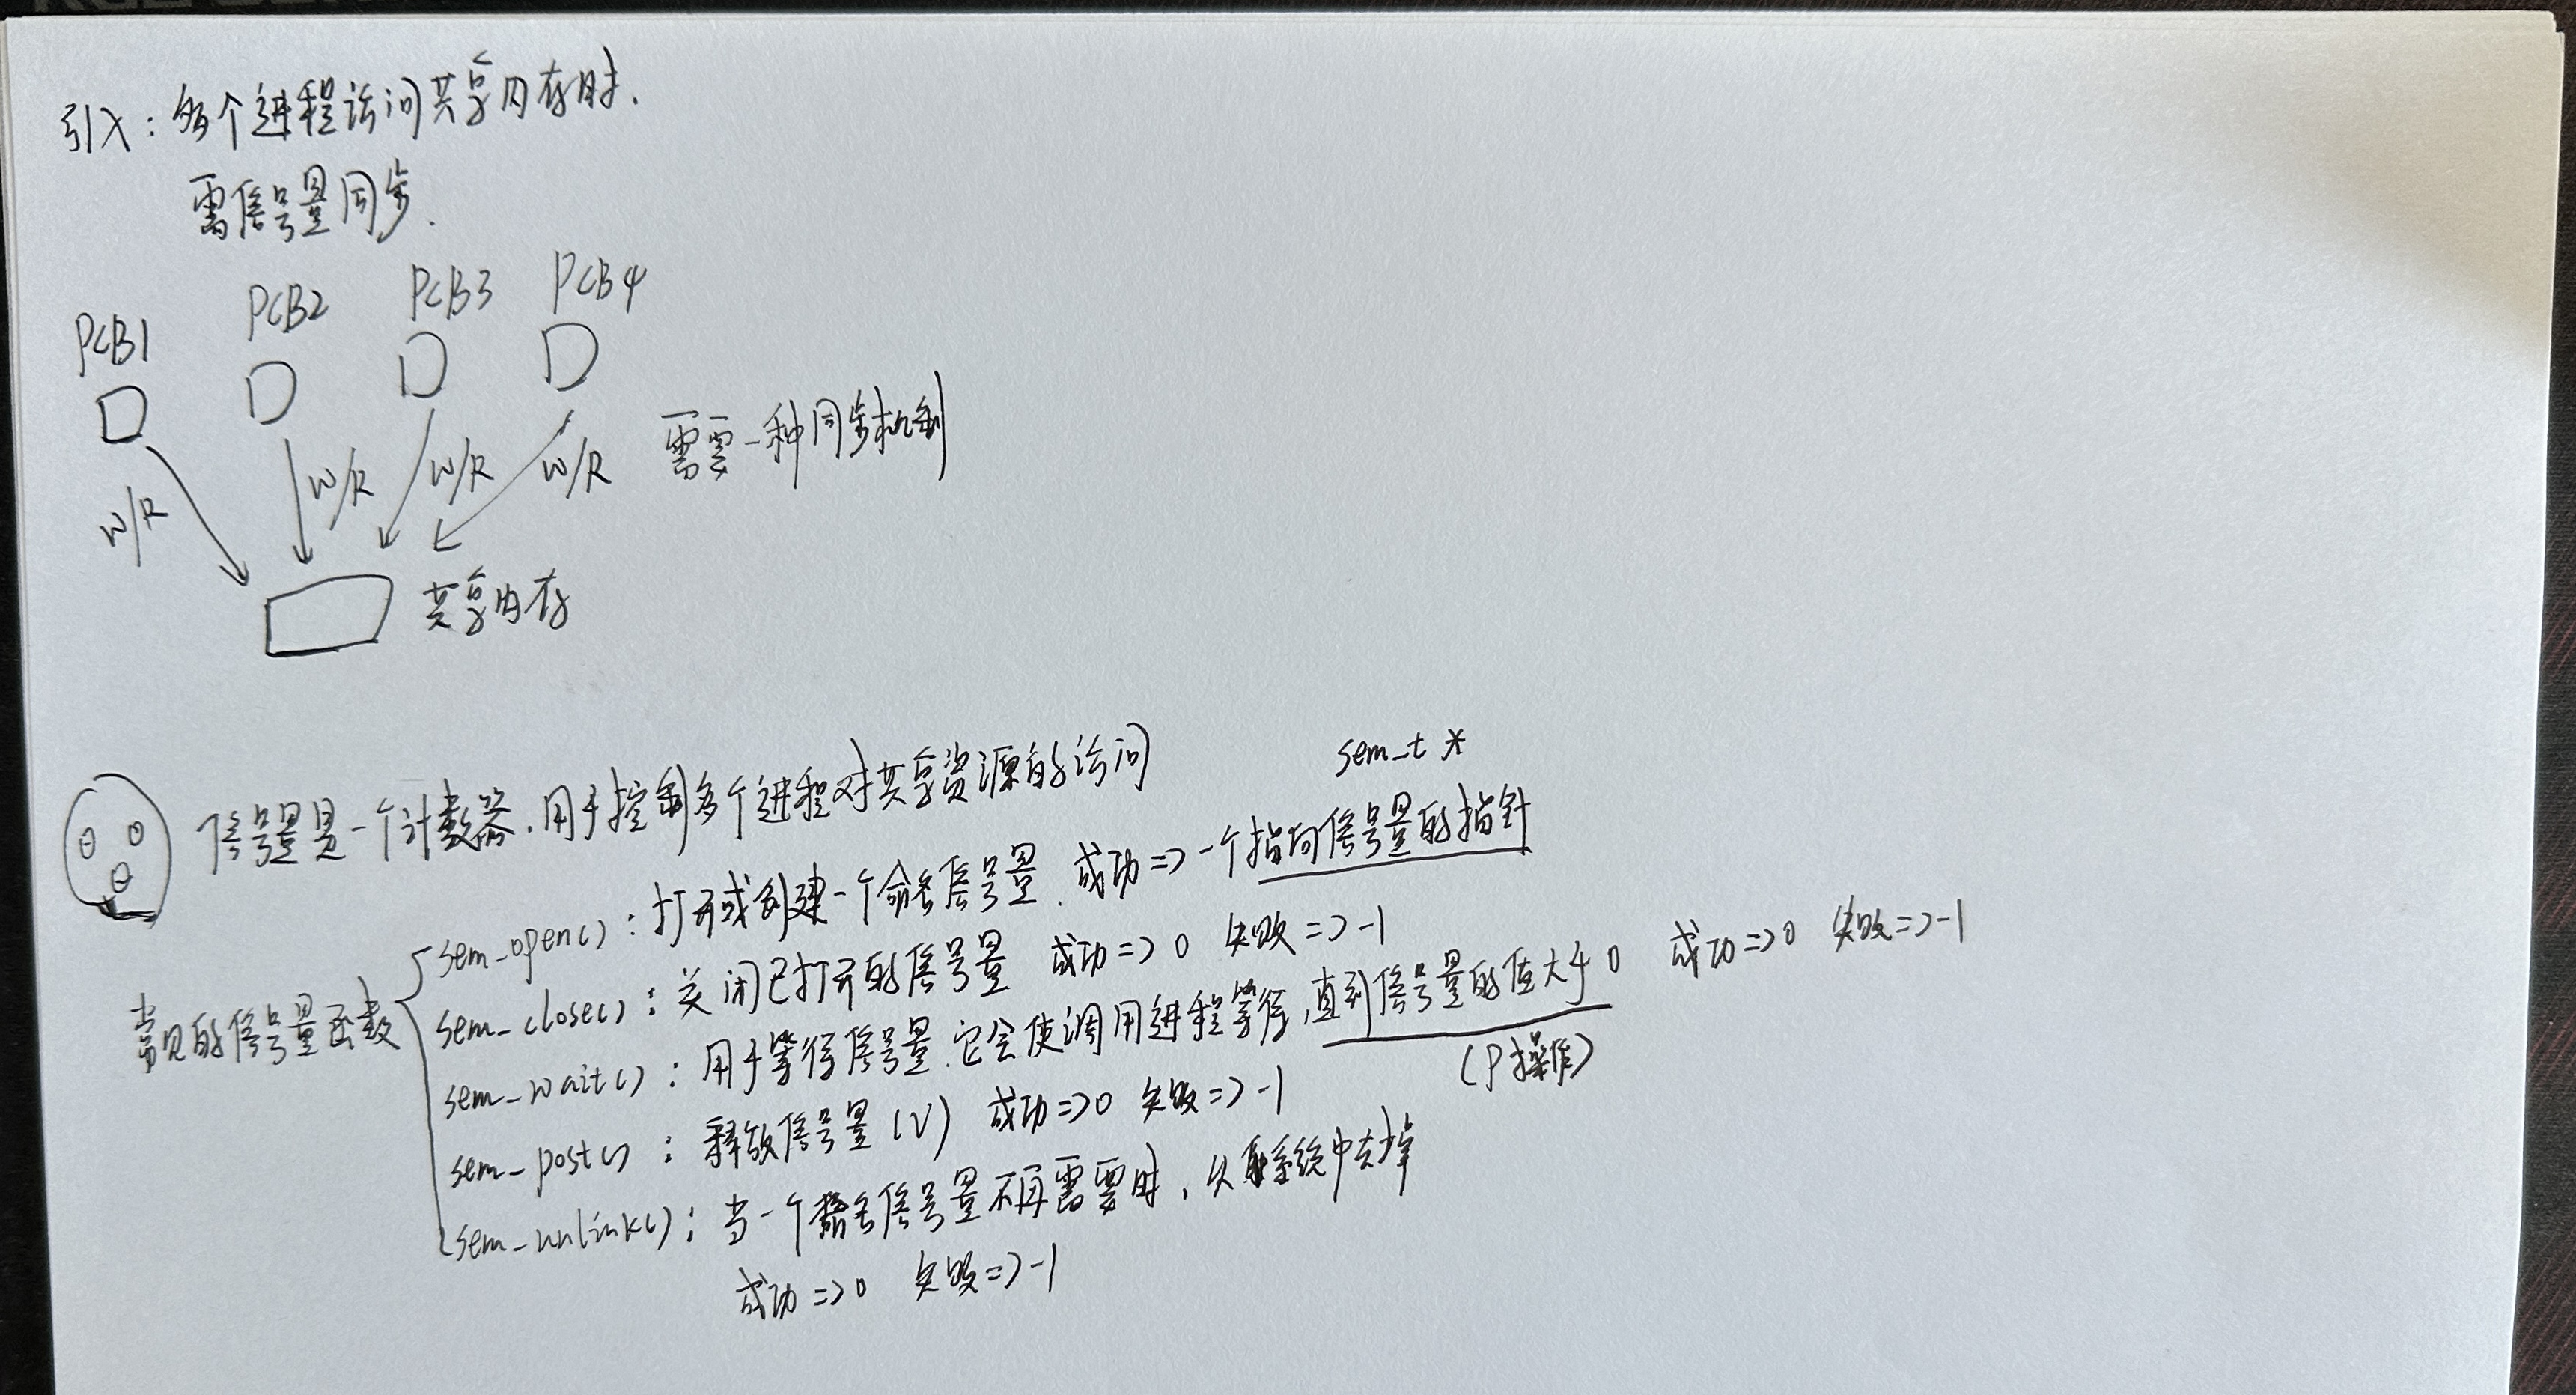 引入：多个进程访问共享内存时.
需信号量同步.
PCB1 PCB2 PCB3 PCB4
W/R W/R W/R W/R 需要一种同步机制
共享内存
信号量是一个计数器.用于控制多个进程对共享资源的访问
sem_t *
常见的信号量函数
sem_open()：打开或创建一个命名信号量.成功=>一个指向信号量的指针
sem_close()：关闭已打开的信号量 成功=>0 失败=>-1
sem_wait()：用于等待信号量.它会使调用进程等待,直到信号量的值大于0 成功=>0 失败=>-1
(P操作)
sem_post()：释放信号量(V) 成功=>0 失败=>-1
sem_unlink()：当一个名信号量不再需要时,从系统中去掉
成功=>0 失败=>-1